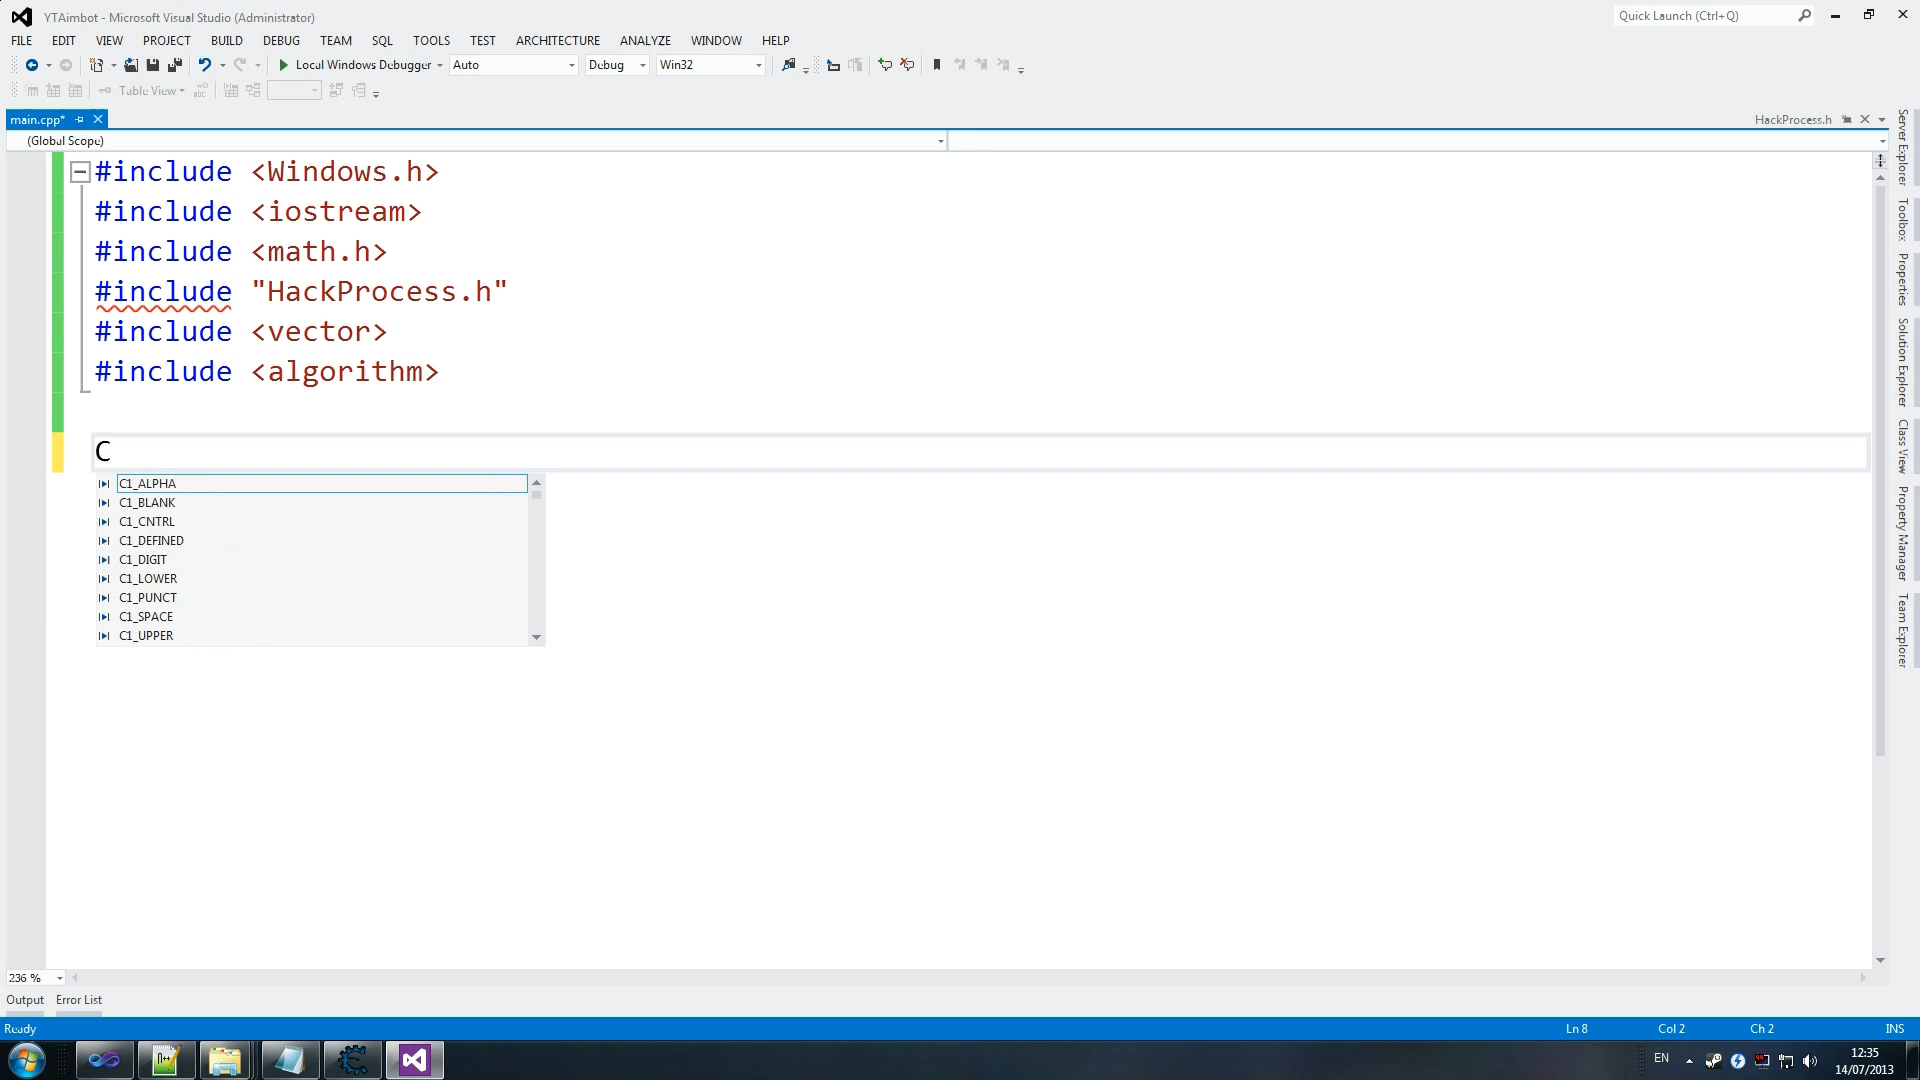 YTAimbot - Microsoft Visual Studio (Administrator)
Quick Launch (Ctrl+Q)
FILE EDIT VIEW PROJECT BUILD DEBUG TEAM SQL TOOLS TEST ARCHITECTURE ANALYZE WINDOW HELP
Local Windows Debugger Auto Debug Win32
Table View
main.cpp*
HackProcess.h
(Global Scope)
#include <Windows.h>
#include <iostream>
#include <math.h>
#include "HackProcess.h"
#include <vector>
#include <algorithm>
C
C1_ALPHA
C1_BLANK
C1_CNTRL
C1_DEFINED
C1_DIGIT
C1_LOWER
C1_PUNCT
C1_SPACE
C1_UPPER
Server Explorer
Toolbox
Properties
Solution Explorer
Class View
Property Manager
Team Explorer
236 %
Output Error List
Ready
Ln 8 Col 2 Ch 2 INS
EN
12:35
14/07/2013